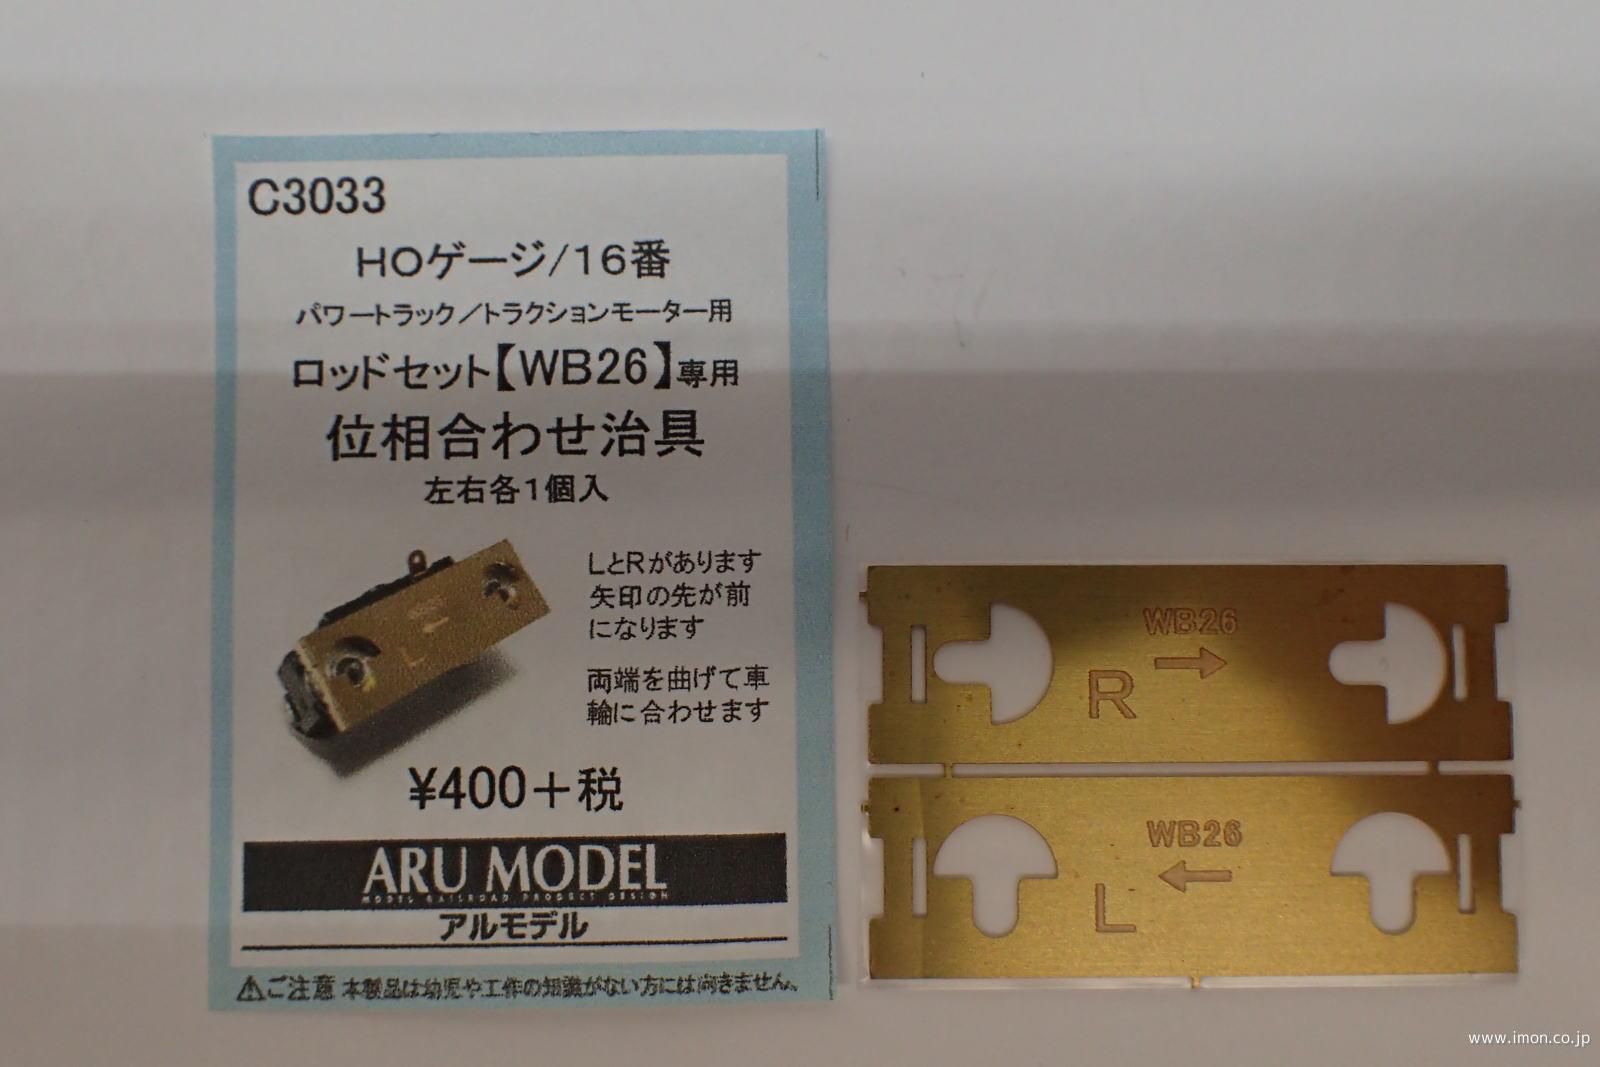 C3033
HOゲージ/16番
パワートラック／トラクションモーター用
ロッドセット【WB26】専用
位相合わせ治具
左右各1個入
LとRがあります
矢印の先が前
になります
両端を曲げて車
輪に合わせます
¥400+税
ARU MODEL
MODEL RAILROAD PRODUCT DESIGN
アルモデル
⚠ご注意 本製品は幼児や工作の知識がない方には向きません。
WB26
→
R
WB26
←
L
www.imon.co.jp